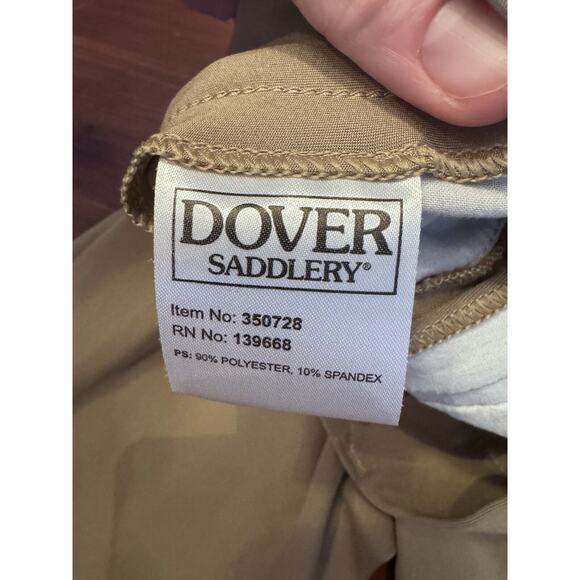 DOVER
SADDLERY®
Item No: 350728
RN No: 139668
PS: 90% POLYESTER, 10% SPANDEX